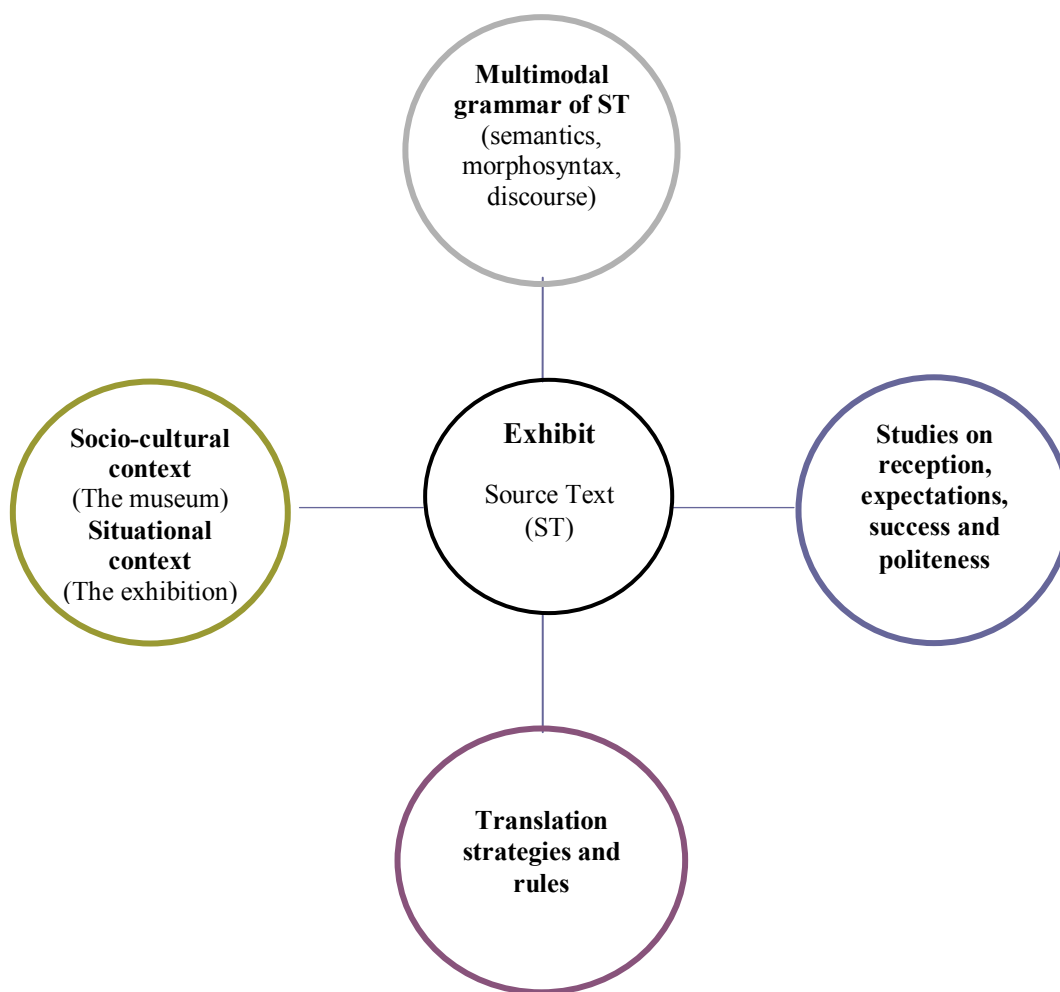 Multimodal
grammar of ST
(semantics,
morphosyntax,
discourse)
Socio-cultural
context
(The museum)
Situational
context
(The exhibition)
Exhibit
Source Text
(ST)
Studies on
reception,
expectations,
success and
politeness
Translation
strategies and
rules